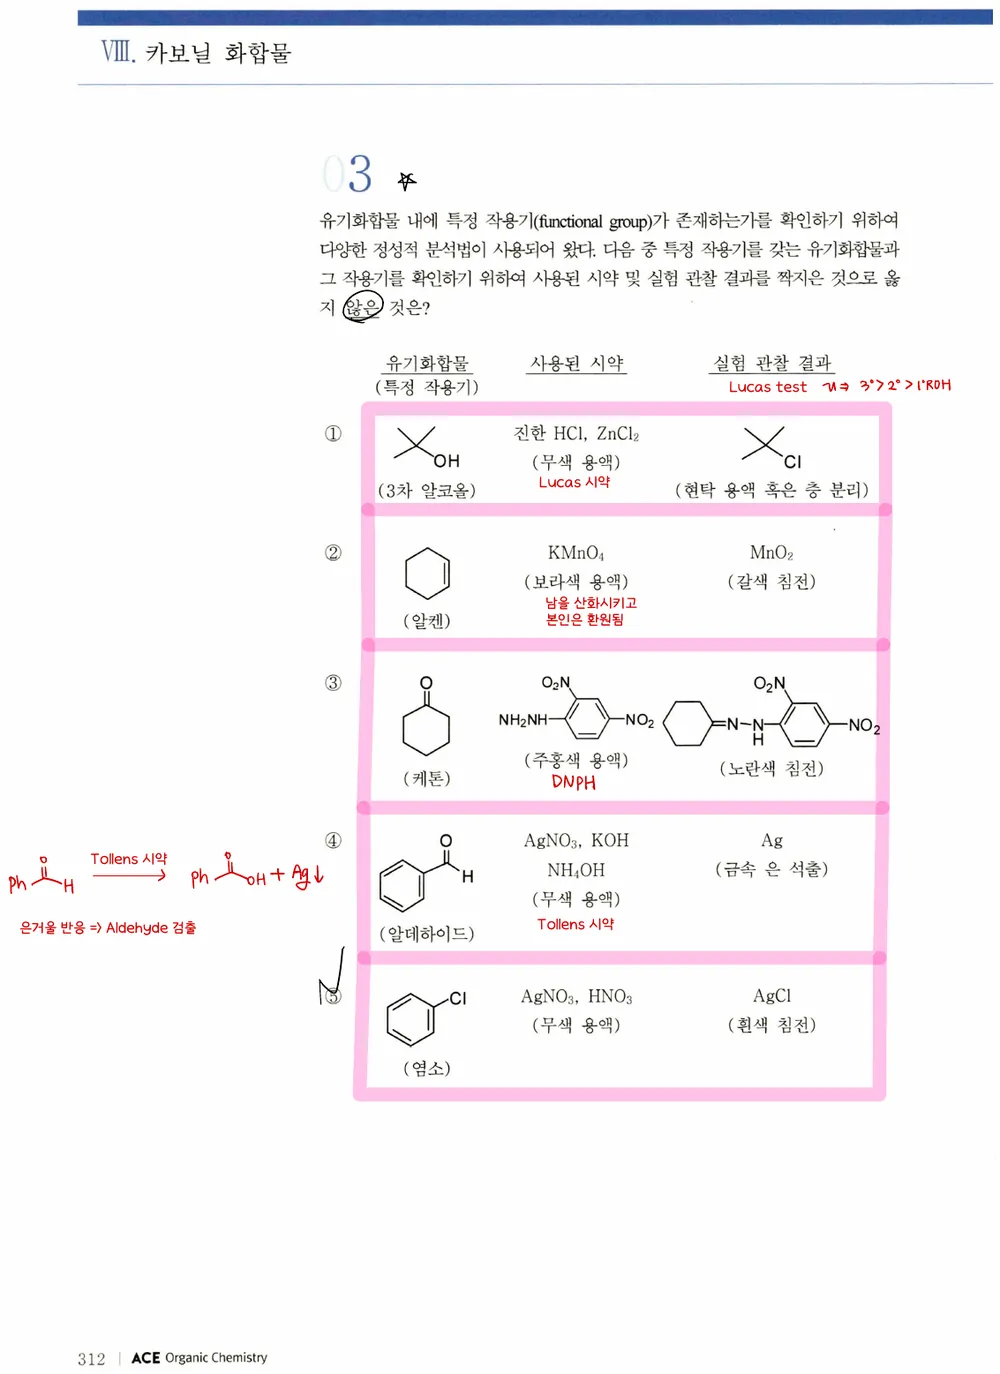 Ⅷ. 카보닐 화합물
03 ☆
유기화합물 내에 특정 작용기(functional group)가 존재하는가를 확인하기 위하여
다양한 정성적 분석법이 사용되어 왔다. 다음 중 특정 작용기를 갖는 유기화합물과
그 작용기를 확인하기 위하여 사용된 시약 및 실험 관찰 결과를 짝지은 것으로 옳
지 않은 것은?
유기화합물 사용된 시약 실험 관찰 결과
(특정 작용기) Lucas test ⇒ 3°>2°>1°ROH
① 진한 HCl, ZnCl₂
OH (무색 용액) Cl
Lucas 시약
(3차 알코올) (현탁 용액 혹은 층 분리)
② KMnO₄ MnO₂
(보라색 용액) (갈색 침전)
남을 산화시키고
(알켄) 본인은 환원됨
③ O O₂N O₂N
NH₂NH NO₂ N N H NO₂
(주홍색 용액) (노란색 침전)
(케톤) DNPH
④ O AgNO₃, KOH Ag
H NH₄OH (금속 은 석출)
(무색 용액)
(알데하이드) Tollens 시약
Ph O H Tollens 시약 → Ph O OH + Ag↓
은거울 반응 => Aldehyde 검출
⑤ Cl AgNO₃, HNO₃ AgCl
(무색 용액) (흰색 침전)
(염소)
312 | ACE Organic Chemistry